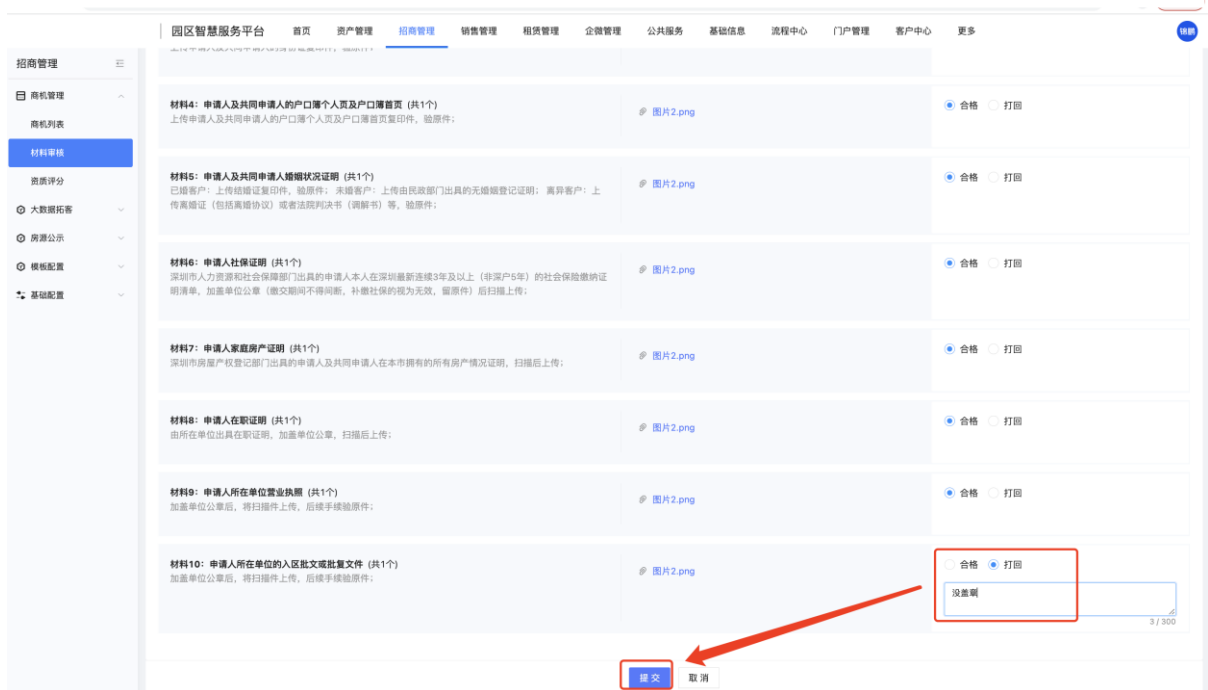 园区智慧服务平台 首页 资产管理 招商管理 销售管理 租赁管理 企微管理 公共服务 基础信息 流程中心 门户管理 客户中心 更多
锦鹏
招商管理
商机管理
商机列表
材料审核
资质评分
大数据拓客
房源公示
模板配置
基础配置
材料4：申请人及共同申请人的户口簿个人页及户口簿首页 (共1个)
上传申请人及共同申请人的户口簿个人页及户口簿首页复印件，验原件；
图片2.png
合格 打回
材料5：申请人及共同申请人婚姻状况证明 (共1个)
已婚客户：上传结婚证复印件，验原件； 未婚客户：上传由民政部门出具的无婚姻登记证明； 离异客户：上
传离婚证（包括离婚协议）或者法院判决书（调解书）等，验原件；
图片2.png
合格 打回
材料6：申请人社保证明 (共1个)
深圳市人力资源和社会保障部门出具的申请人本人在深圳最新连续3年及以上（非深户5年）的社会保险缴纳证
明清单，加盖单位公章（缴交期间不得间断，补缴社保的视为无效，留原件）后扫描上传；
图片2.png
合格 打回
材料7：申请人家庭房产证明 (共1个)
深圳市房屋产权登记部门出具的申请人及共同申请人在本市拥有的所有房产情况证明，扫描后上传；
图片2.png
合格 打回
材料8：申请人在职证明 (共1个)
由所在单位出具在职证明，加盖单位公章，扫描后上传；
图片2.png
合格 打回
材料9：申请人所在单位营业执照 (共1个)
加盖单位公章后，将扫描件上传，后续手续验原件；
图片2.png
合格 打回
材料10：申请人所在单位的入区批文或批复文件 (共1个)
加盖单位公章后，将扫描件上传，后续手续验原件；
图片2.png
合格 打回
没盖章
3 / 300
提交 取消